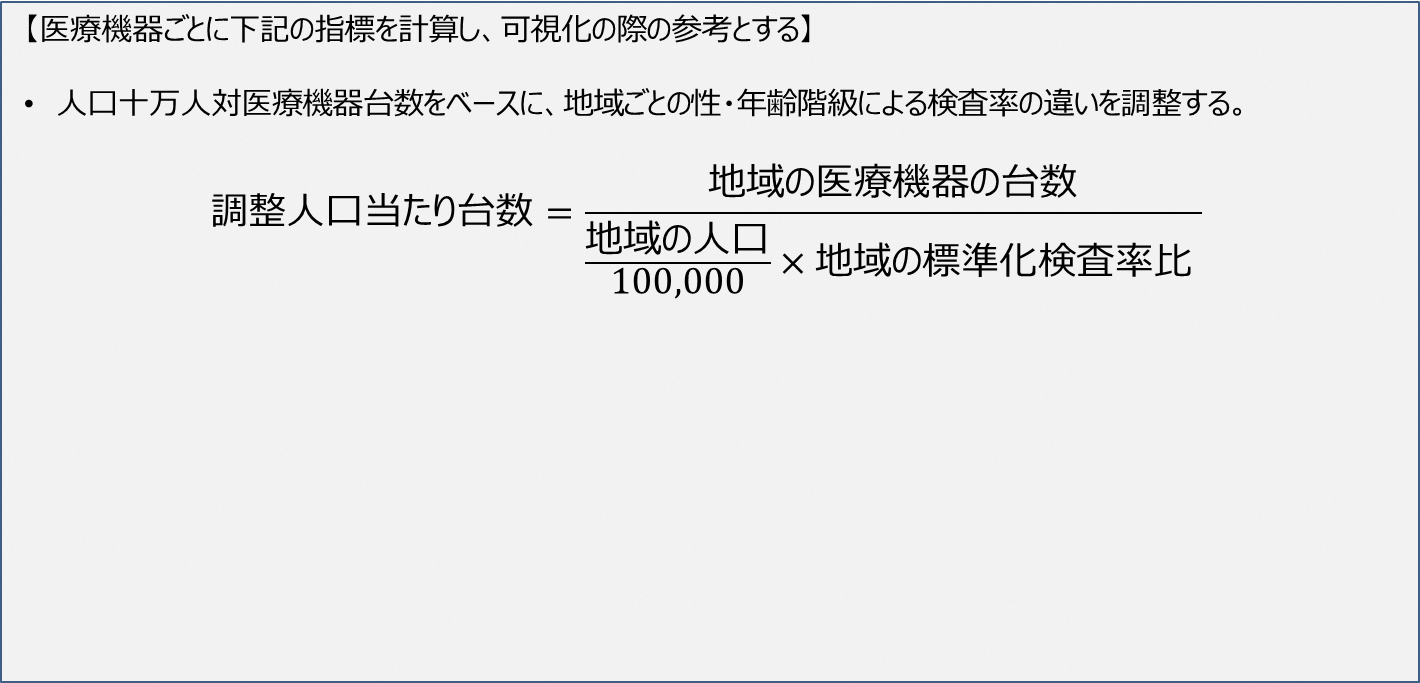 【医療機器ごとに下記の指標を計算し、可視化の際の参考とする】
• 人口十万人対医療機器台数をベースに、地域ごとの性・年齢階級による検査率の違いを調整する。
地域の医療機器の台数
調整人口当たり台数 =
地域の人口
100,000
× 地域の標準化検査率比